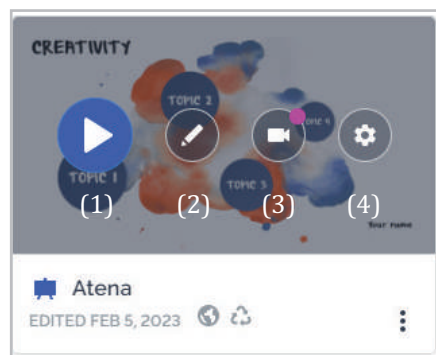 CREATIVITY
TOPIC 2
TOPIC 4
TOPIC 1
TOPIC 3
(1) (2) (3) (4)
Your name
Atena
EDITED FEB 5, 2023